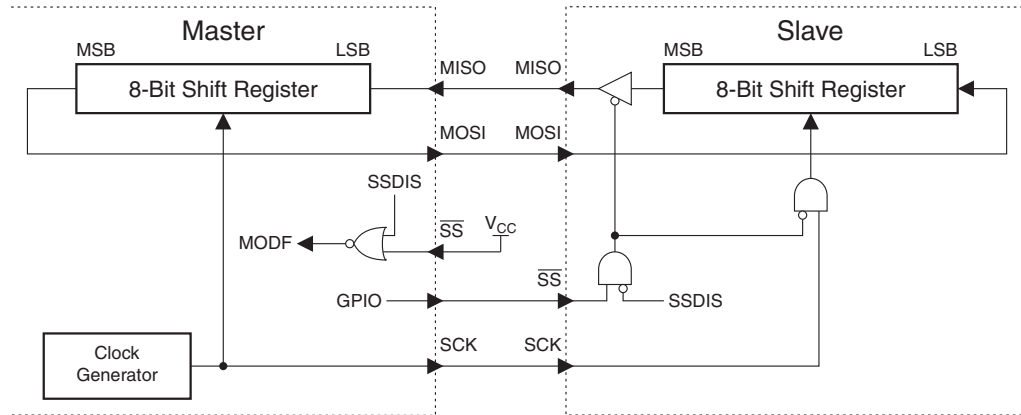 Master
Slave
MSB
LSB
MISO
MISO
MSB
LSB
8-Bit Shift Register
8-Bit Shift Register
MOSI
MOSI
SSDIS
SS
VCC
MODF
SS
GPIO
SSDIS
SCK
SCK
Clock
Generator